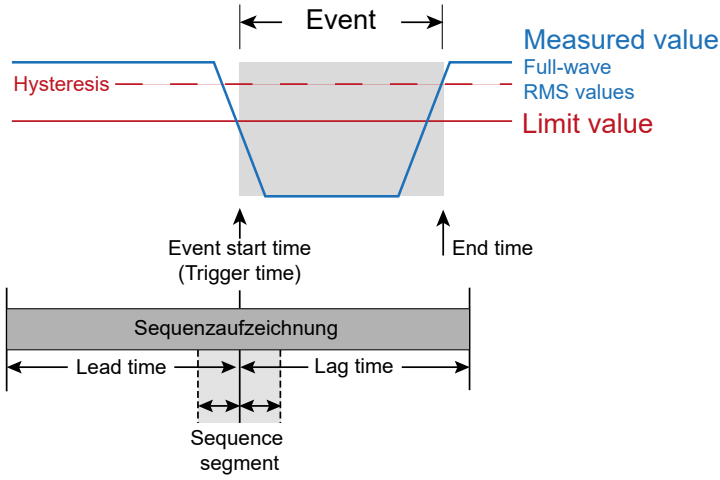 Event
Measured value
Full-wave
RMS values
Hysteresis
Limit value
Event start time
(Trigger time)
End time
Sequenzaufzeichnung
Lead time
Lag time
Sequence
segment